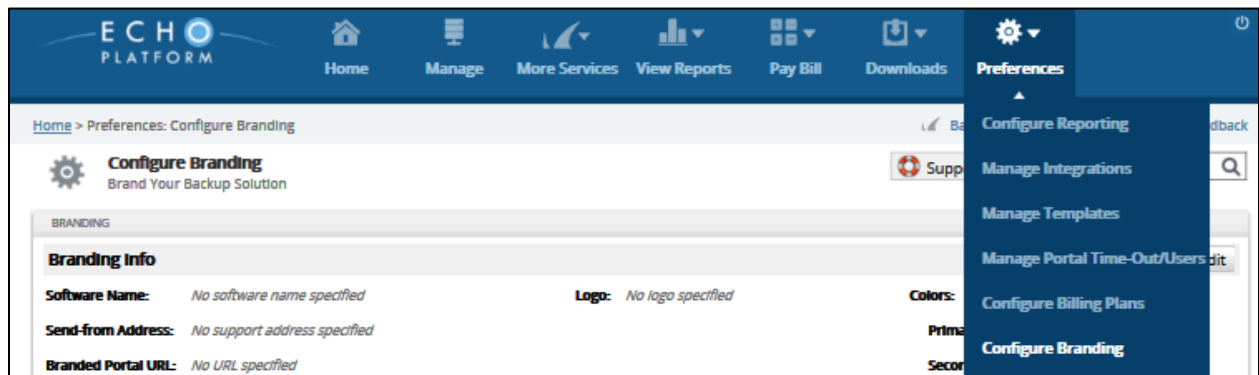 ECHO
PLATFORM
Home
Manage
More Services
View Reports
Pay Bill
Downloads
Preferences
Home > Preferences: Configure Branding
Configure Branding
Brand Your Backup Solution
Configure Reporting
Manage Integrations
Manage Templates
Manage Portal Time-Out/Users
Configure Billing Plans
Configure Branding
BRANDING
Branding Info
Software Name: No software name specified
Logo: No logo specified
Colors:
Send-from Address: No support address specified
Branded Portal URL: No URL specified